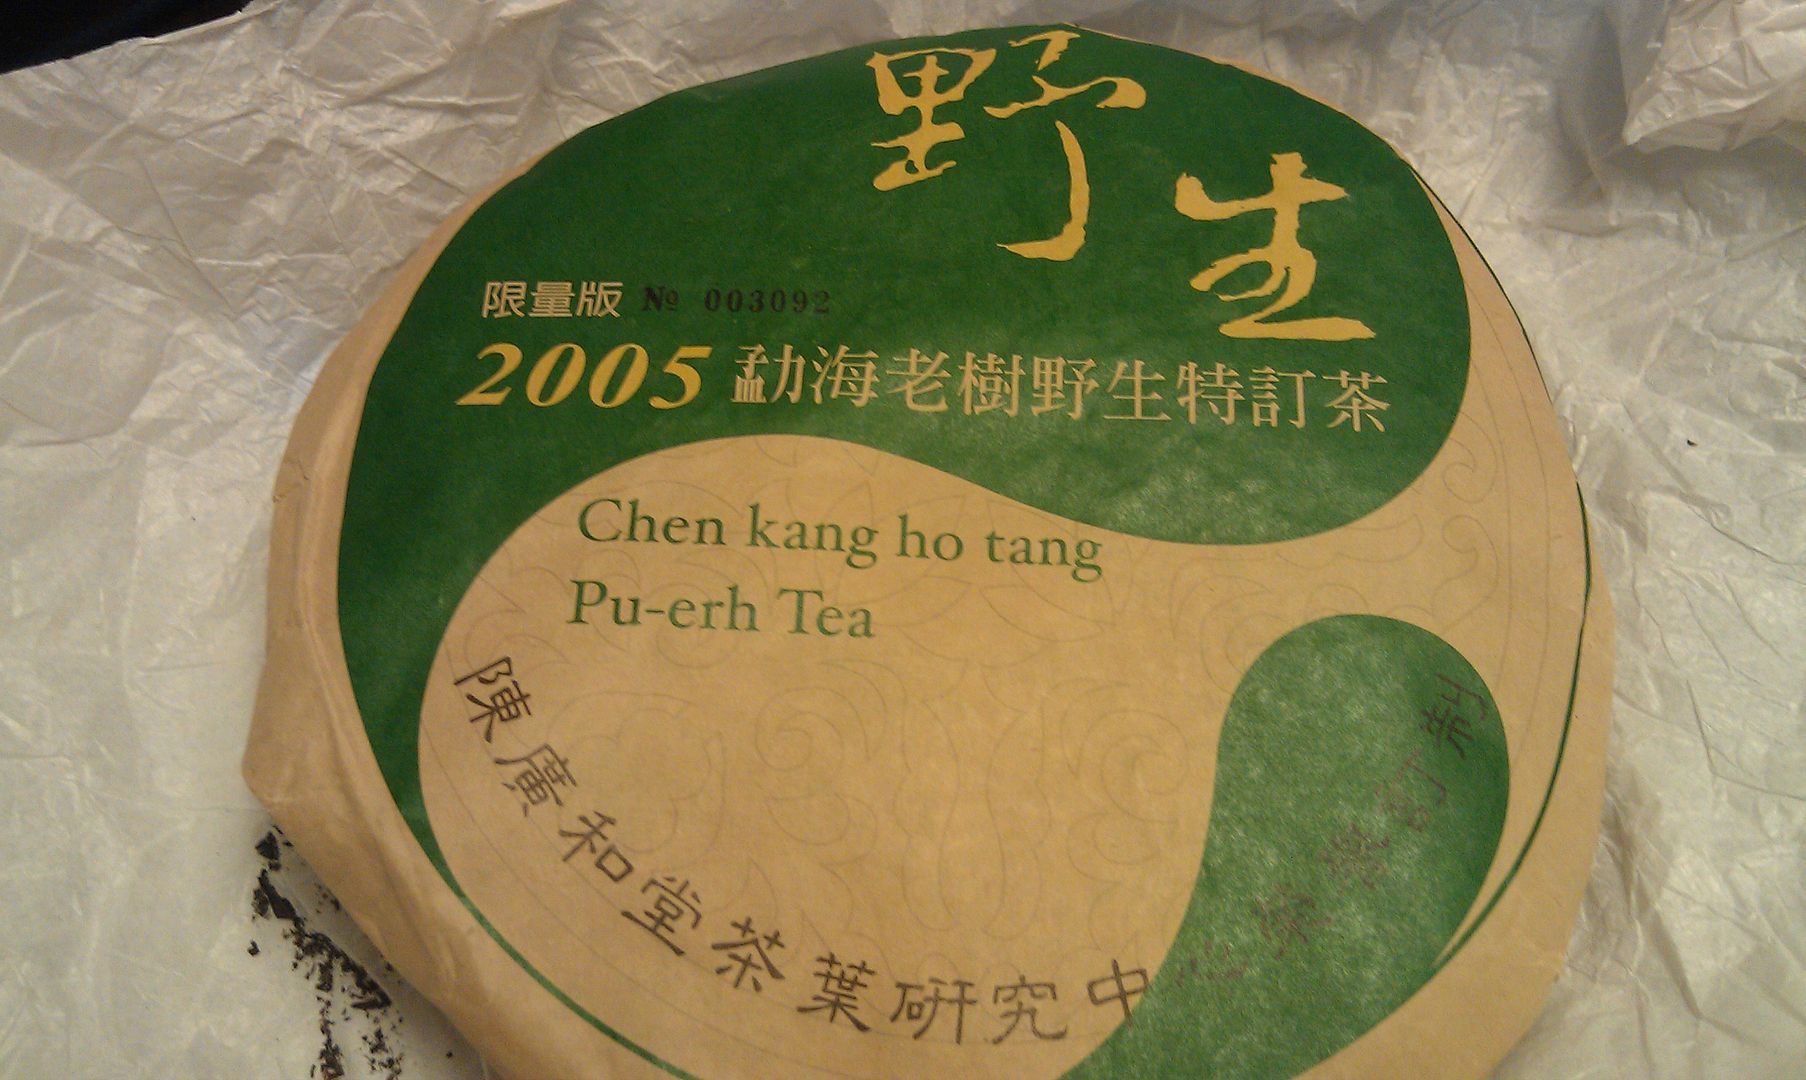 野生
限量版 № 003092
2005 勐海老樹野生特訂茶
Chen kang ho tang
Pu-erh Tea
陳廣和堂茶葉研究中心